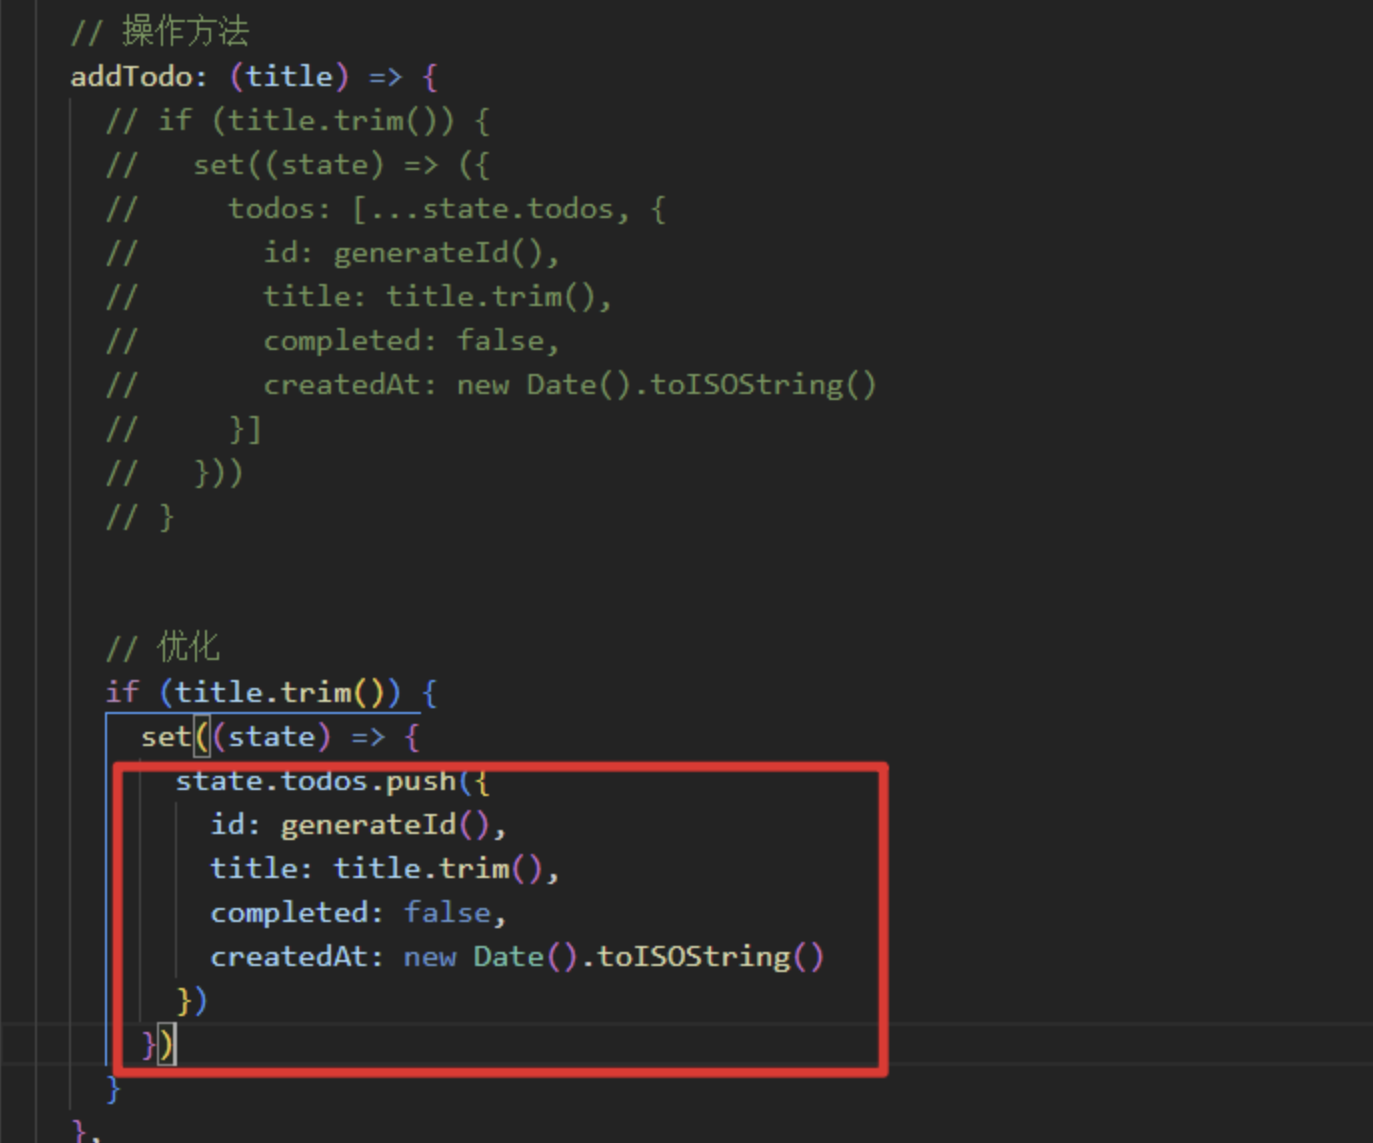 // 操作方法
addTodo: (title) => {
// if (title.trim()) {
//   set((state) => ({
//     todos: [...state.todos, {
//       id: generateId(),
//       title: title.trim(),
//       completed: false,
//       createdAt: new Date().toISOString()
//     }]
//   }))
// }
// 优化
if (title.trim()) {
set((state) => {
state.todos.push({
id: generateId(),
title: title.trim(),
completed: false,
createdAt: new Date().toISOString()
})
})
}
},